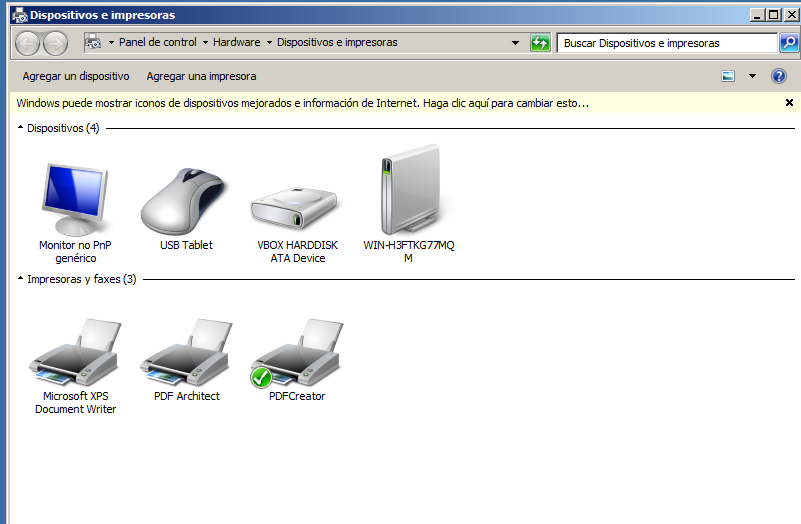 Dispositivos e impresoras
Panel de control Hardware Dispositivos e impresoras
Buscar Dispositivos e impresoras
Agregar un dispositivo Agregar una impresora
Windows puede mostrar iconos de dispositivos mejorados e información de Internet. Haga clic aquí para cambiar esto...
Dispositivos (4)
Monitor no PnP
genérico
USB Tablet
VBOX HARDDISK
ATA Device
WIN-H3FTKG77MQ
M
Impresoras y faxes (3)
Microsoft XPS
Document Writer
PDF Architect
PDFCreator